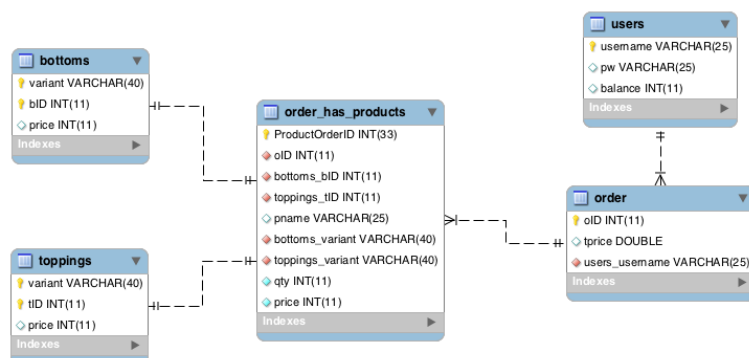 users
username VARCHAR(25)
pw VARCHAR(25)
balance INT(11)
Indexes
bottoms
variant VARCHAR(40)
bID INT(11)
price INT(11)
Indexes
order_has_products
ProductOrderID INT(33)
oID INT(11)
bottoms_bID INT(11)
toppings_tID INT(11)
pname VARCHAR(25)
bottoms_variant VARCHAR(40)
toppings_variant VARCHAR(40)
qty INT(11)
price INT(11)
Indexes
order
oID INT(11)
tprice DOUBLE
users_username VARCHAR(25)
Indexes
toppings
variant VARCHAR(40)
tID INT(11)
price INT(11)
Indexes